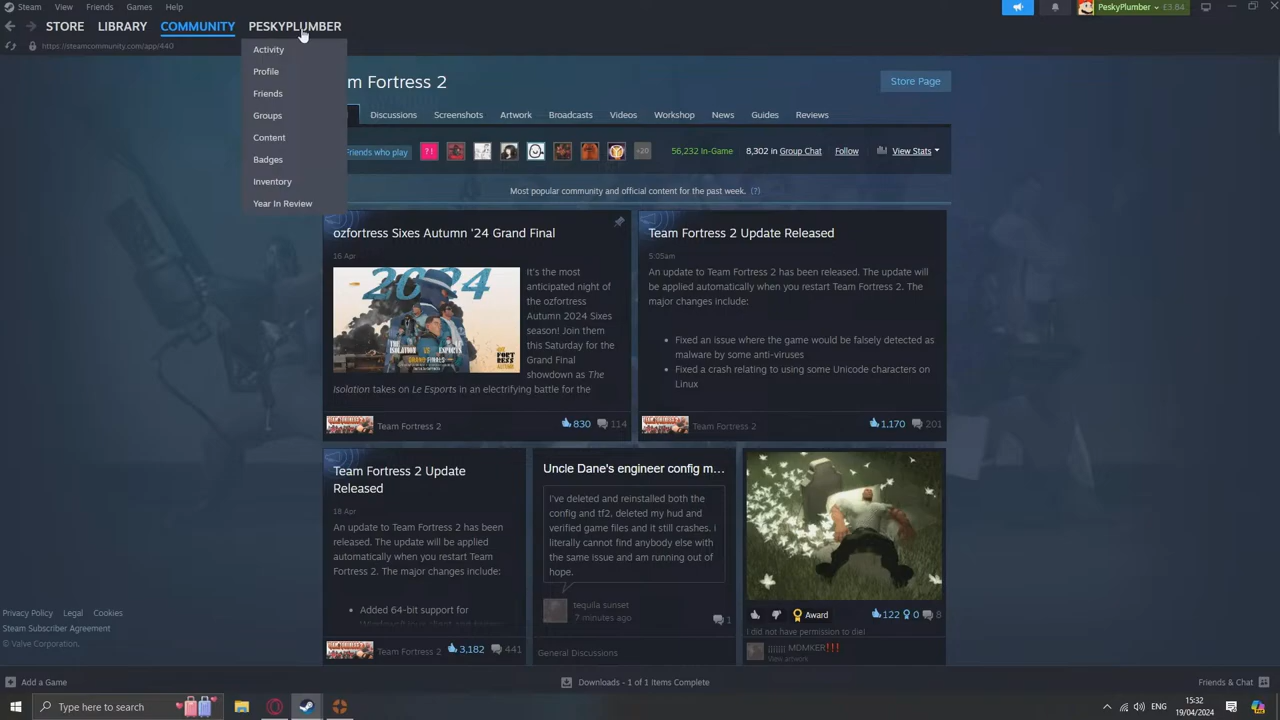 Steam View Friends Games Help
PeskyPlumber £3.84
STORE LIBRARY COMMUNITY PESKYPLUMBER
https://steamcommunity.com/app/440
Activity
Profile
Friends
Groups
Content
Badges
Inventory
Year In Review
m Fortress 2
Store Page
Discussions Screenshots Artwork Broadcasts Videos Workshop News Guides Reviews
Friends who play
?!
+20
56,232 In-Game
8,302 in Group Chat
Follow
View Stats
Most popular community and official content for the past week. (?)
ozfortress Sixes Autumn '24 Grand Final
16 Apr
2024
THE ISOLATION VS LE ESPORTS
GRAND FINALS
It's the most
anticipated night of
the ozfortress
Autumn 2024 Sixes
season! Join them
this Saturday for the
Grand Final
showdown as The
Isolation takes on Le Esports in an electrifying battle for the
Team Fortress 2
830 114
Team Fortress 2 Update Released
5:05am
An update to Team Fortress 2 has been released. The update will
be applied automatically when you restart Team Fortress 2. The
major changes include:
• Fixed an issue where the game would be falsely detected as
malware by some anti-viruses
• Fixed a crash relating to using some Unicode characters on
Linux
Team Fortress 2
1,170 201
Team Fortress 2 Update
Released
18 Apr
An update to Team Fortress 2 has
been released. The update will be
applied automatically when you
restart Team Fortress 2. The major
changes include:
• Added 64-bit support for
Team Fortress 2
3,182 441
Uncle Dane's engineer config m...
I've deleted and reinstalled both the
config and tf2, deleted my hud and
verified game files and it still crashes. i
literally cannot find anybody else with
the same issue and am running out of
hope.
tequila sunset
7 minutes ago
1
General Discussions
Award
122 0 8
I did not have permission to die!
jjjjjjj MDMKER!!!
View artwork
Privacy Policy Legal Cookies
Steam Subscriber Agreement
© Valve Corporation.
Add a Game
Downloads - 1 of 1 Items Complete
Friends & Chat
Type here to search
ENG
15:32
19/04/2024